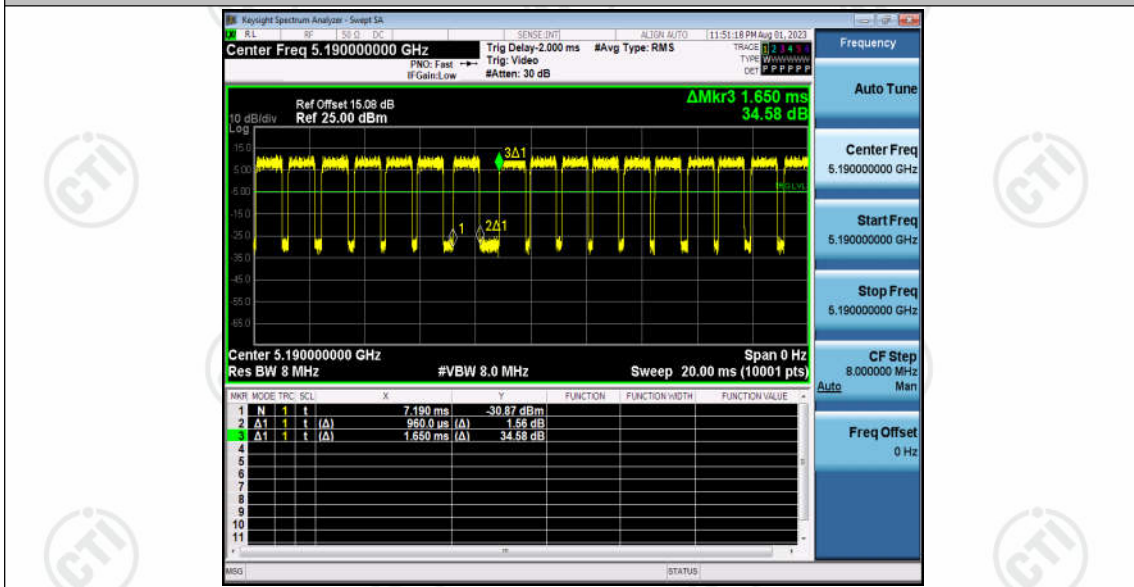 Keysight Spectrum Analyzer - Swept SA
RL RF 50 Ω DC SENSE:INT ALIGN AUTO 11:51:18 PM Aug 01, 2023
Center Freq 5.190000000 GHz
PNO: Fast
IFGain:Low
Trig Delay-2.000 ms
Trig: Video
#Atten: 30 dB
#Avg Type: RMS
TRACE 1 2 3 4 5 6
TYPE WWWWWW
DET P P P P P P
Frequency
Auto Tune
Center Freq
5.190000000 GHz
Start Freq
5.190000000 GHz
Stop Freq
5.190000000 GHz
CF Step
8.000000 MHz
Auto Man
Freq Offset
0 Hz
ΔMkr3 1.650 ms
34.58 dB
Ref Offset 15.08 dB
10 dB/div Ref 25.00 dBm
Log
15.0
5.00
-5.00
-15.0
-25.0
-35.0
-45.0
-55.0
-65.0
3Δ1
TRIG LVL
1
2Δ1
Center 5.190000000 GHz Span 0 Hz
Res BW 8 MHz #VBW 8.0 MHz Sweep 20.00 ms (10001 pts)
MKR MODE TRC SCL X Y FUNCTION FUNCTION WIDTH FUNCTION VALUE
1 N 1 t 7.190 ms -30.87 dBm
2 Δ1 1 t (Δ) 960.0 µs (Δ) 1.56 dB
3 Δ1 1 t (Δ) 1.650 ms (Δ) 34.58 dB
4
5
6
7
8
9
10
11
MSG STATUS
CTI
CTI
CTI
CTI